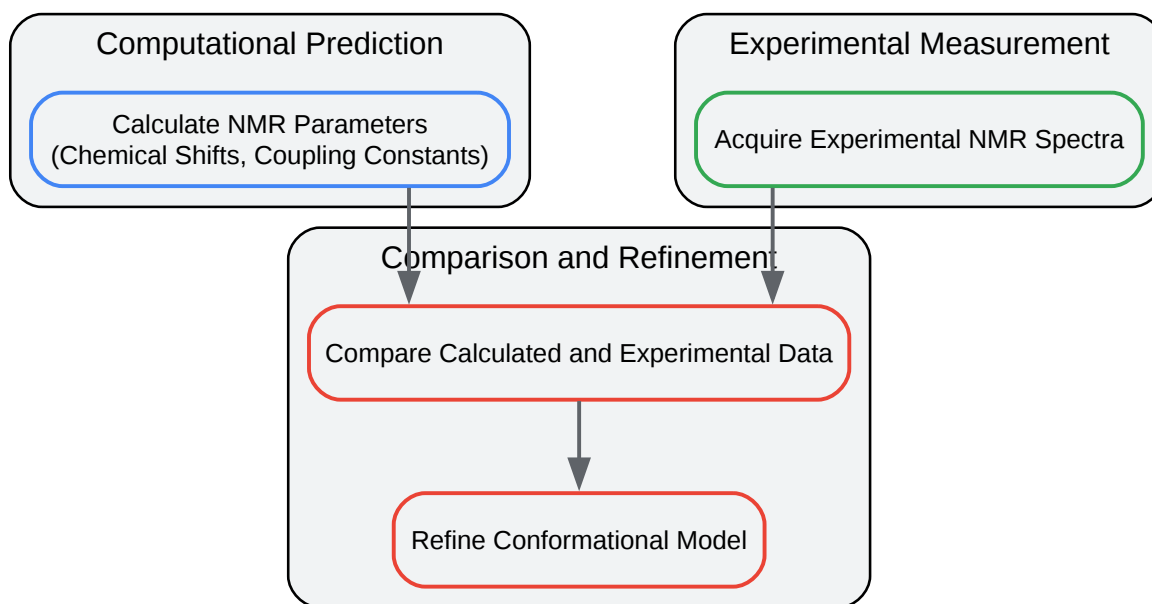 Computational Prediction
Calculate NMR Parameters
(Chemical Shifts, Coupling Constants)
Experimental Measurement
Acquire Experimental NMR Spectra
Comparison and Refinement
Compare Calculated and Experimental Data
Refine Conformational Model